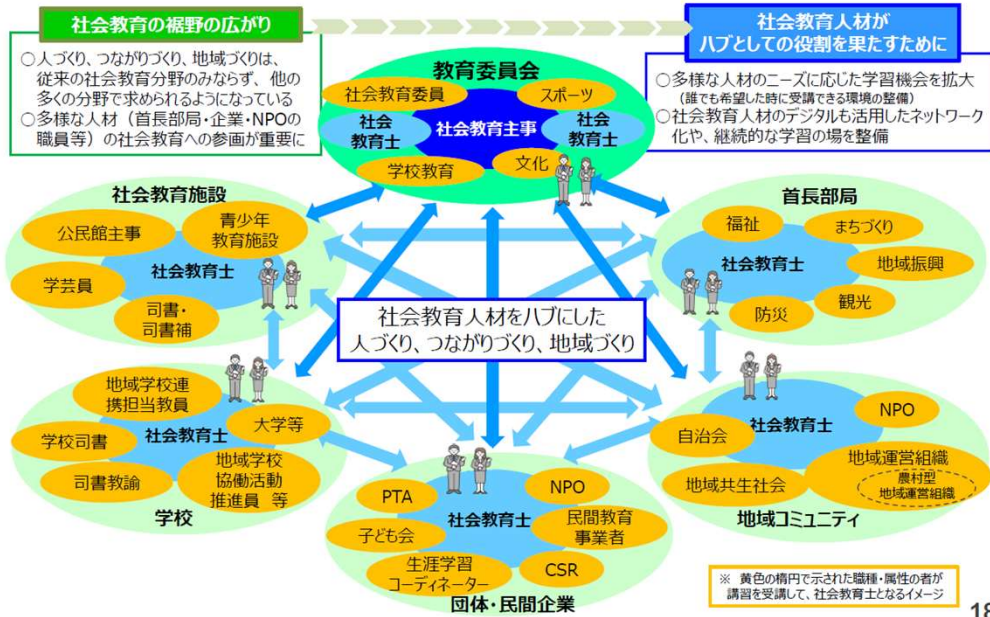 社会教育の裾野の広がり
○人づくり、つながりづくり、地域づくりは、
従来の社会教育分野のみならず、他の
多くの分野で求められるようになっている
○多様な人材（首長部局・企業・NPOの
職員等）の社会教育への参画が重要に
社会教育人材が
ハブとしての役割を果たすために
○多様な人材のニーズに応じた学習機会を拡大
（誰でも希望した時に受講できる環境の整備）
○社会教育人材のデジタルも活用したネットワーク
化や、継続的な学習の場を整備
教育委員会
社会教育委員
スポーツ
社会
教育士
社会教育主事
社会
教育士
学校教育
文化
社会教育施設
公民館主事
青少年
教育施設
社会教育士
学芸員
司書・
司書補
首長部局
福祉
まちづくり
社会教育士
地域振興
防災
観光
社会教育人材をハブにした
人づくり、つながりづくり、地域づくり
地域学校連
携担当教員
大学等
学校司書
社会教育士
司書教諭
地域学校
協働活動
推進員 等
学校
PTA
NPO
社会教育士
子ども会
民間教育
事業者
生涯学習
コーディネーター
CSR
団体・民間企業
NPO
社会教育士
自治会
地域運営組織
農村型
地域運営組織
地域共生社会
地域コミュニティ
※ 黄色の楕円で示された職種・属性の者が
講習を受講して、社会教育士となるイメージ
18